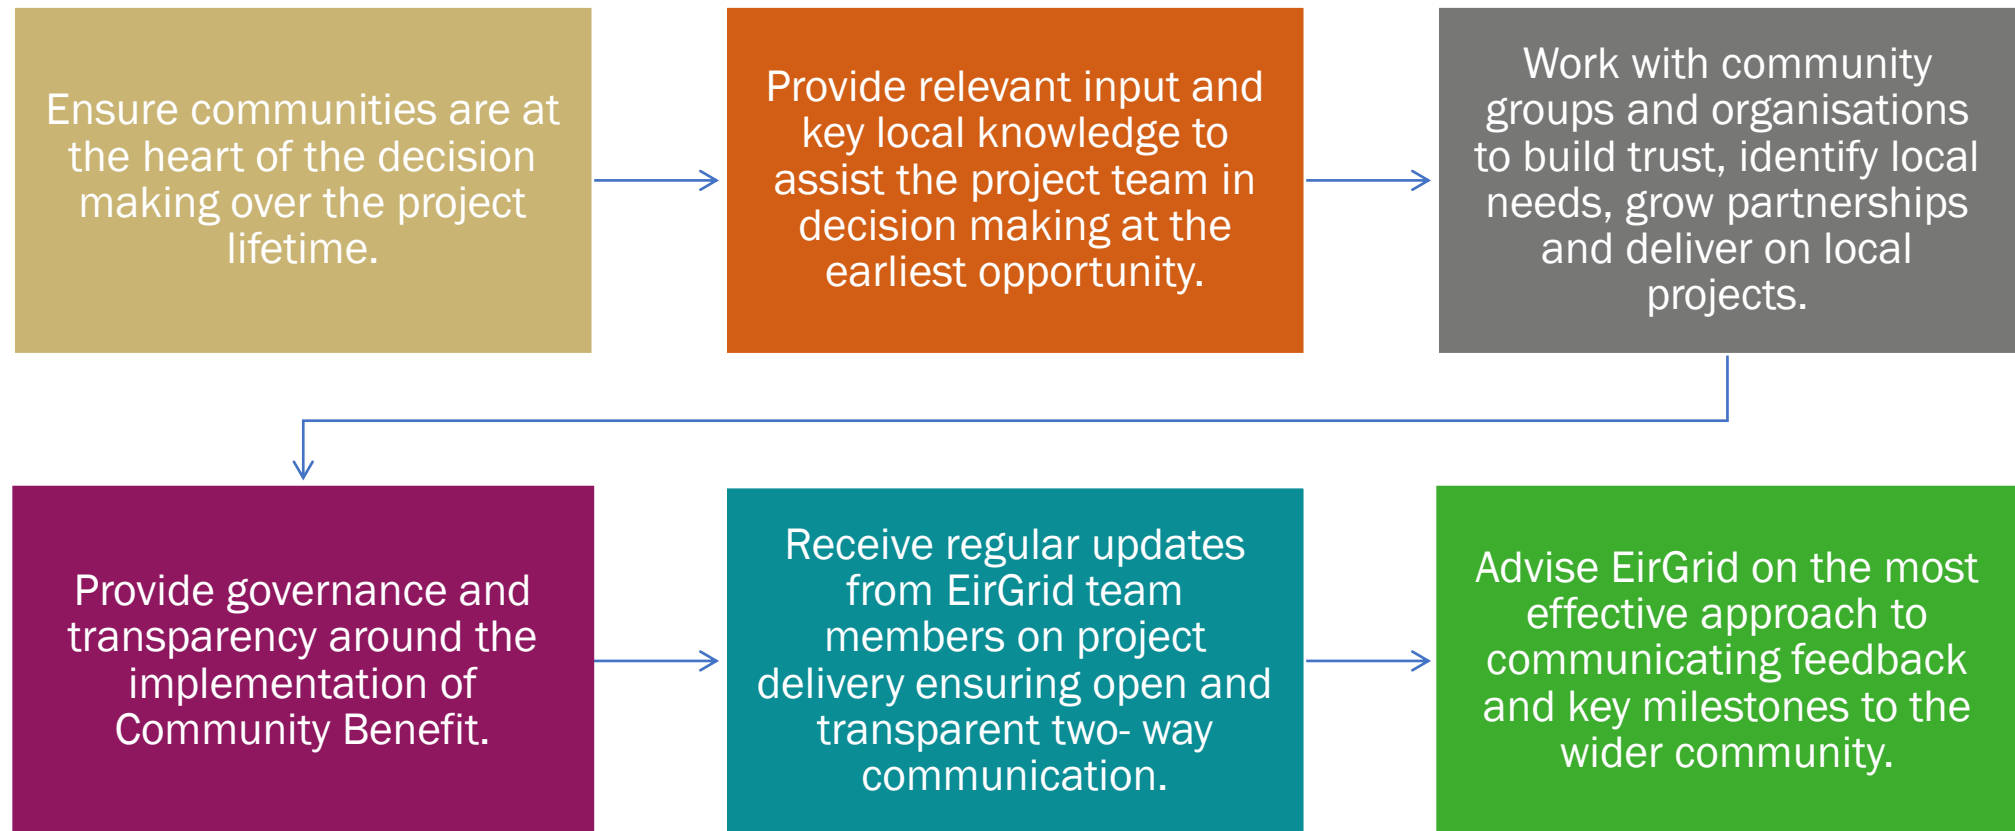 Ensure communities are at
the heart of the decision
making over the project
lifetime.
Provide relevant input and
key local knowledge to
assist the project team in
decision making at the
earliest opportunity.
Work with community
groups and organisations
to build trust, identify local
needs, grow partnerships
and deliver on local
projects.
Provide governance and
transparency around the
implementation of
Community Benefit.
Receive regular updates
from EirGrid team
members on project
delivery ensuring open and
transparent two- way
communication.
Advise EirGrid on the most
effective approach to
communicating feedback
and key milestones to the
wider community.